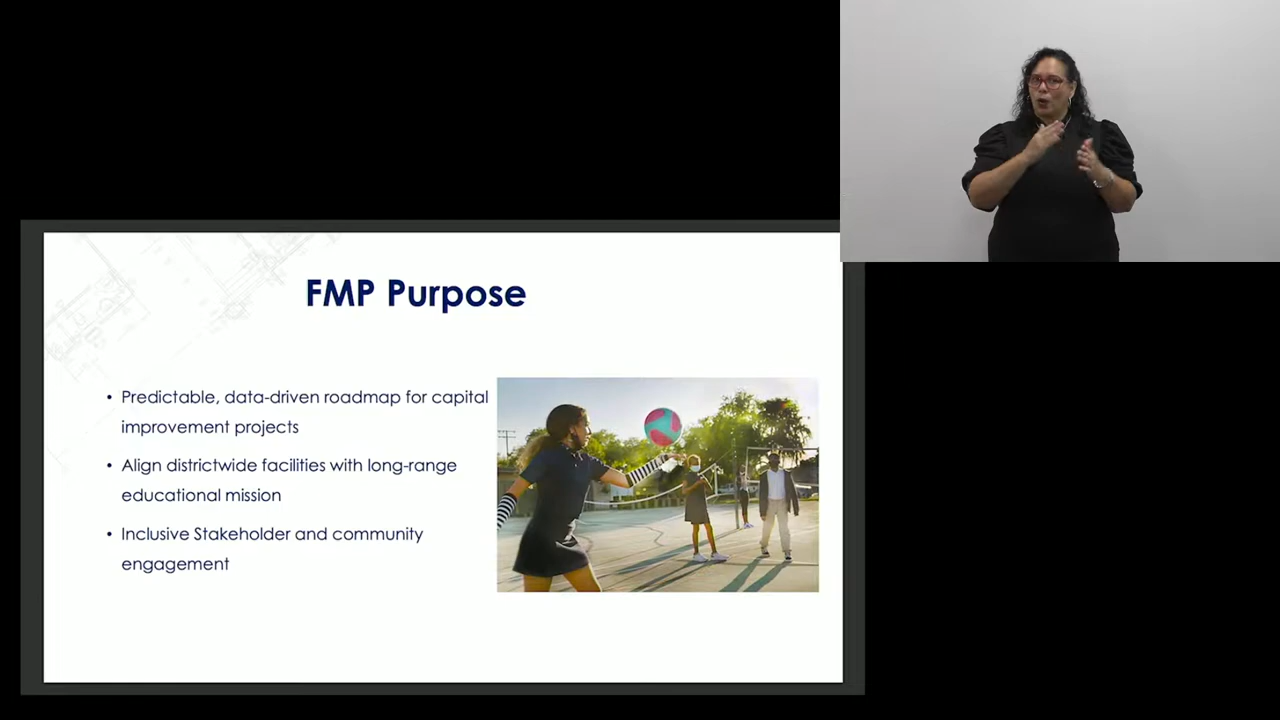 FMP Purpose
• Predictable, data-driven roadmap for capital
improvement projects
• Align districtwide facilities with long-range
educational mission
• Inclusive Stakeholder and community
engagement